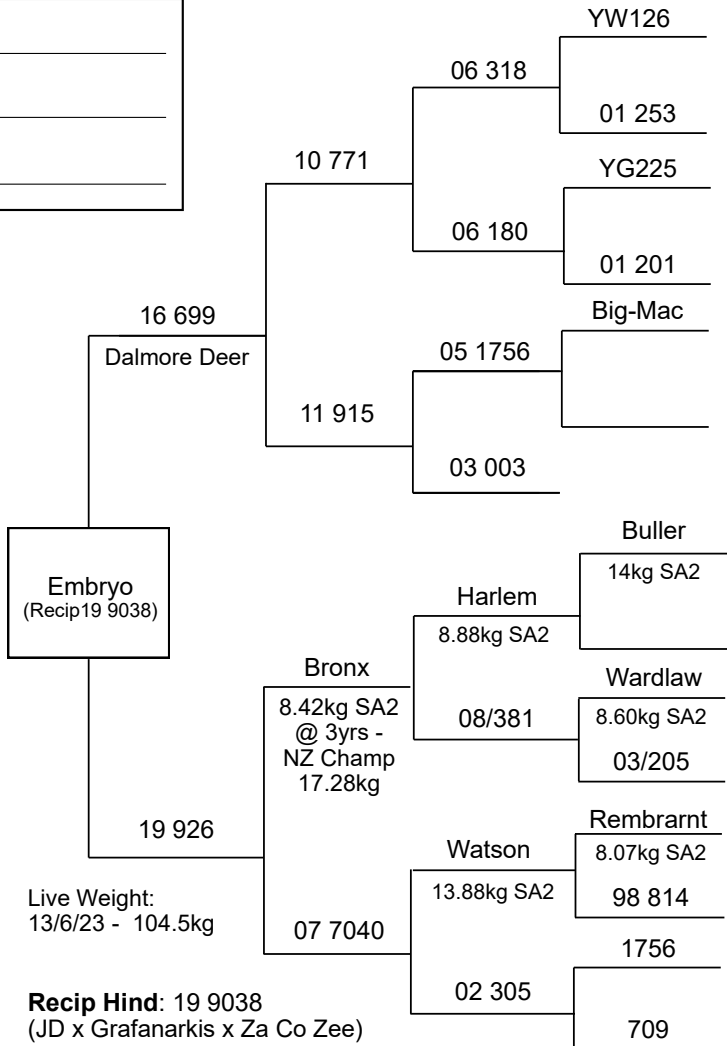 YW126
06 318
01 253
10 771
YG225
06 180
01 201
16 699
Dalmore Deer
Big-Mac
05 1756
11 915
03 003
Embryo
(Recip19 9038)
Buller
14kg SA2
Harlem
8.88kg SA2
Bronx
8.42kg SA2
@ 3yrs -
NZ Champ
17.28kg
Wardlaw
8.60kg SA2
08/381
03/205
19 926
Rembrarnt
8.07kg SA2
Watson
13.88kg SA2
98 814
07 7040
1756
02 305
709
Live Weight:
13/6/23 - 104.5kg
Recip Hind: 19 9038
(JD x Grafanarkis x Za Co Zee)